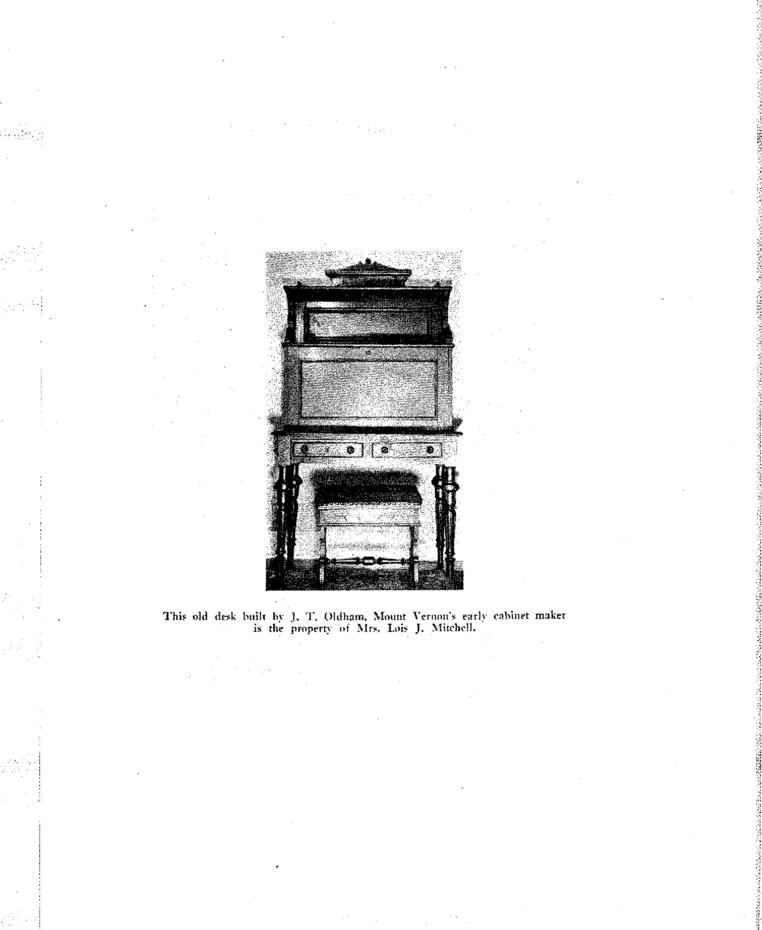 This old desk built by J. T. Oldham, Mount Vernon's early cabinet maker
is the property of Mrs. Lois J. Mitchell.